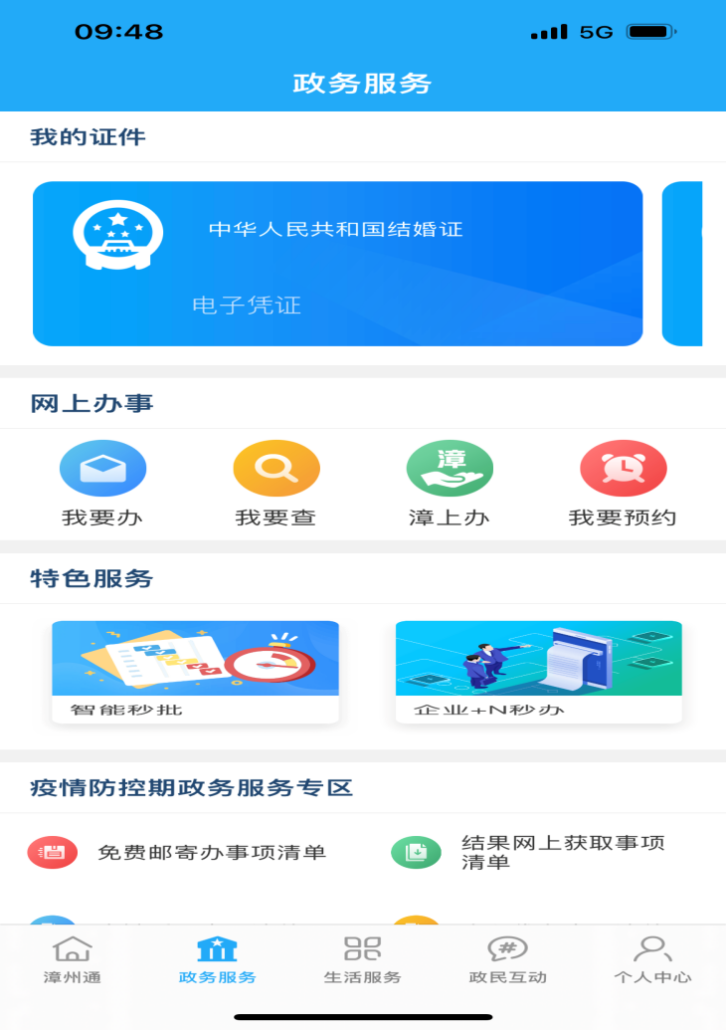 09:48
5G
政务服务
我的证件
中华人民共和国结婚证
电子凭证
网上办事
漳
我要办
我要查
漳上办
我要预约
特色服务
智能秒批
企业+N秒办
疫情防控期政务服务专区
免费邮寄办事项清单
结果网上获取事项
清单
漳州通
政务服务
生活服务
政民互动
个人中心